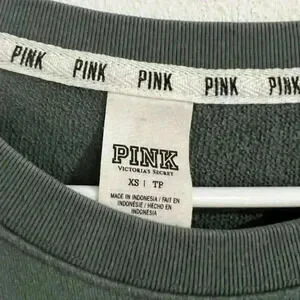 PINK PINK PINK PINK PINK
PINK
VICTORIA'S SECRET
XS | TP
MADE IN INDONESIA / FAIT EN
INDONÉSIE / HECHO EN
INDONESIA